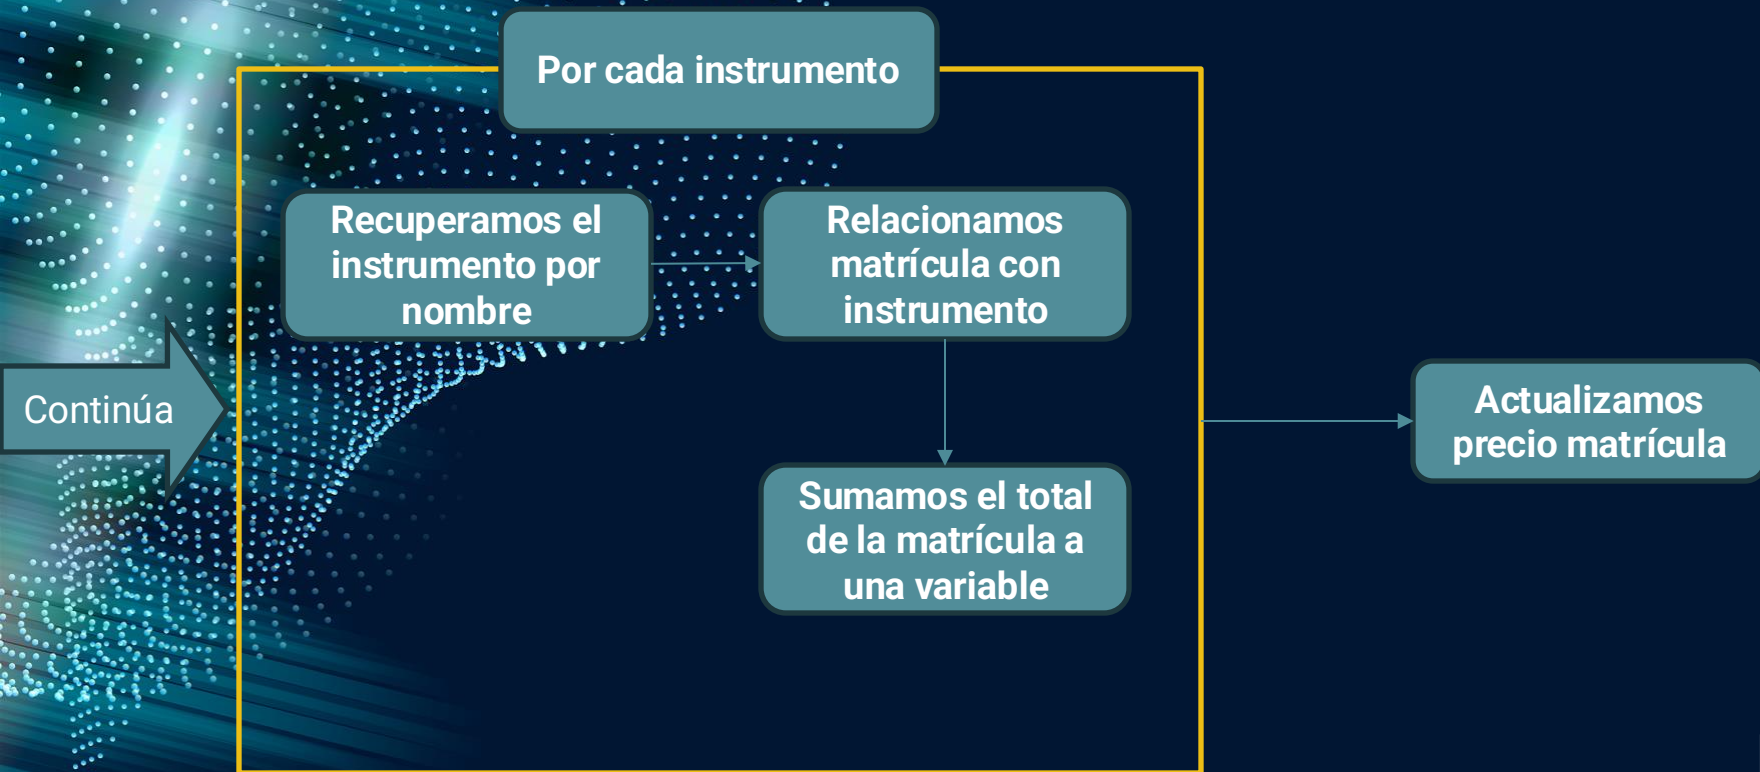 Por cada instrumento
Recuperamos el
instrumento por
nombre
Relacionamos
matrícula con
instrumento
Continúa
Sumamos el total
de la matrícula a
una variable
Actualizamos
precio matrícula